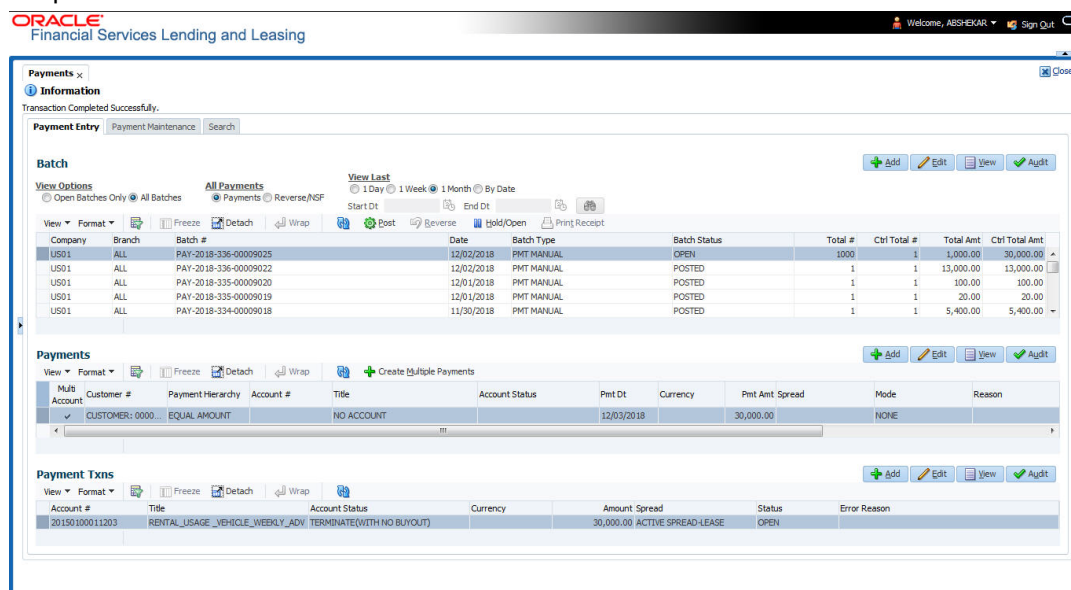 ORACLE'
Financial Services Lending and Leasing
Welcome, ABSHEKAR Sign Out
Payments x Close
Information
Transaction Completed Successfully.
Payment Entry Payment Maintenance Search
Batch Add Edit View Audit
View Options All Payments View Last
Open Batches Only All Batches Payments Reverse/NSF 1 Day 1 Week 1 Month By Date
Start Dt End Dt
View Format Freeze Detach Wrap Post Reverse Hold/Open Print Receipt
Company Branch Batch # Date Batch Type Batch Status Total # Ctrl Total # Total Amt Ctrl Total Amt
US01 ALL PAY-2018-336-00009025 12/02/2018 PMT MANUAL OPEN 1000 1 1,000.00 30,000.00
US01 ALL PAY-2018-336-00009022 12/02/2018 PMT MANUAL POSTED 1 1 13,000.00 13,000.00
US01 ALL PAY-2018-335-00009020 12/01/2018 PMT MANUAL POSTED 1 1 100.00 100.00
US01 ALL PAY-2018-335-00009019 12/01/2018 PMT MANUAL POSTED 1 1 20.00 20.00
US01 ALL PAY-2018-334-00009018 11/30/2018 PMT MANUAL POSTED 1 1 5,400.00 5,400.00
Payments Add Edit View Audit
View Format Freeze Detach Wrap Create Multiple Payments
Multi Account Customer # Payment Hierarchy Account # Title Account Status Pmt Dt Currency Pmt Amt Spread Mode Reason
CUSTOMER: 0000... EQUAL AMOUNT NO ACCOUNT 12/03/2018 30,000.00 NONE
Payment Txns Add Edit View Audit
View Format Freeze Detach Wrap
Account # Title Account Status Currency Amount Spread Status Error Reason
20150100011203 RENTAL_USAGE _VEHICLE_WEEKLY_ADV TERMINATE(WITH NO BUYOUT) 30,000.00 ACTIVE SPREAD-LEASE OPEN